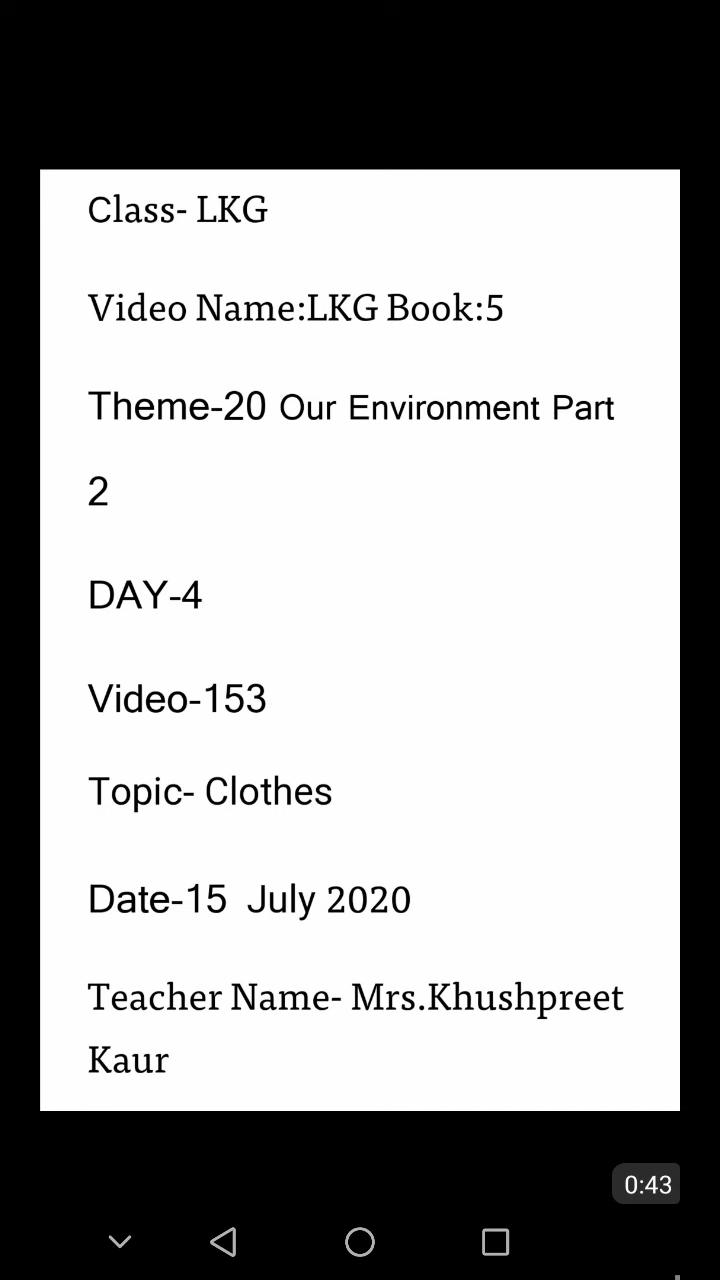 Class- LKG
Video Name:LKG Book:5
Theme-20 Our Environment Part
2
DAY-4
Video-153
Topic- Clothes
Date-15 July 2020
Teacher Name- Mrs.Khushpreet
Kaur
0:43